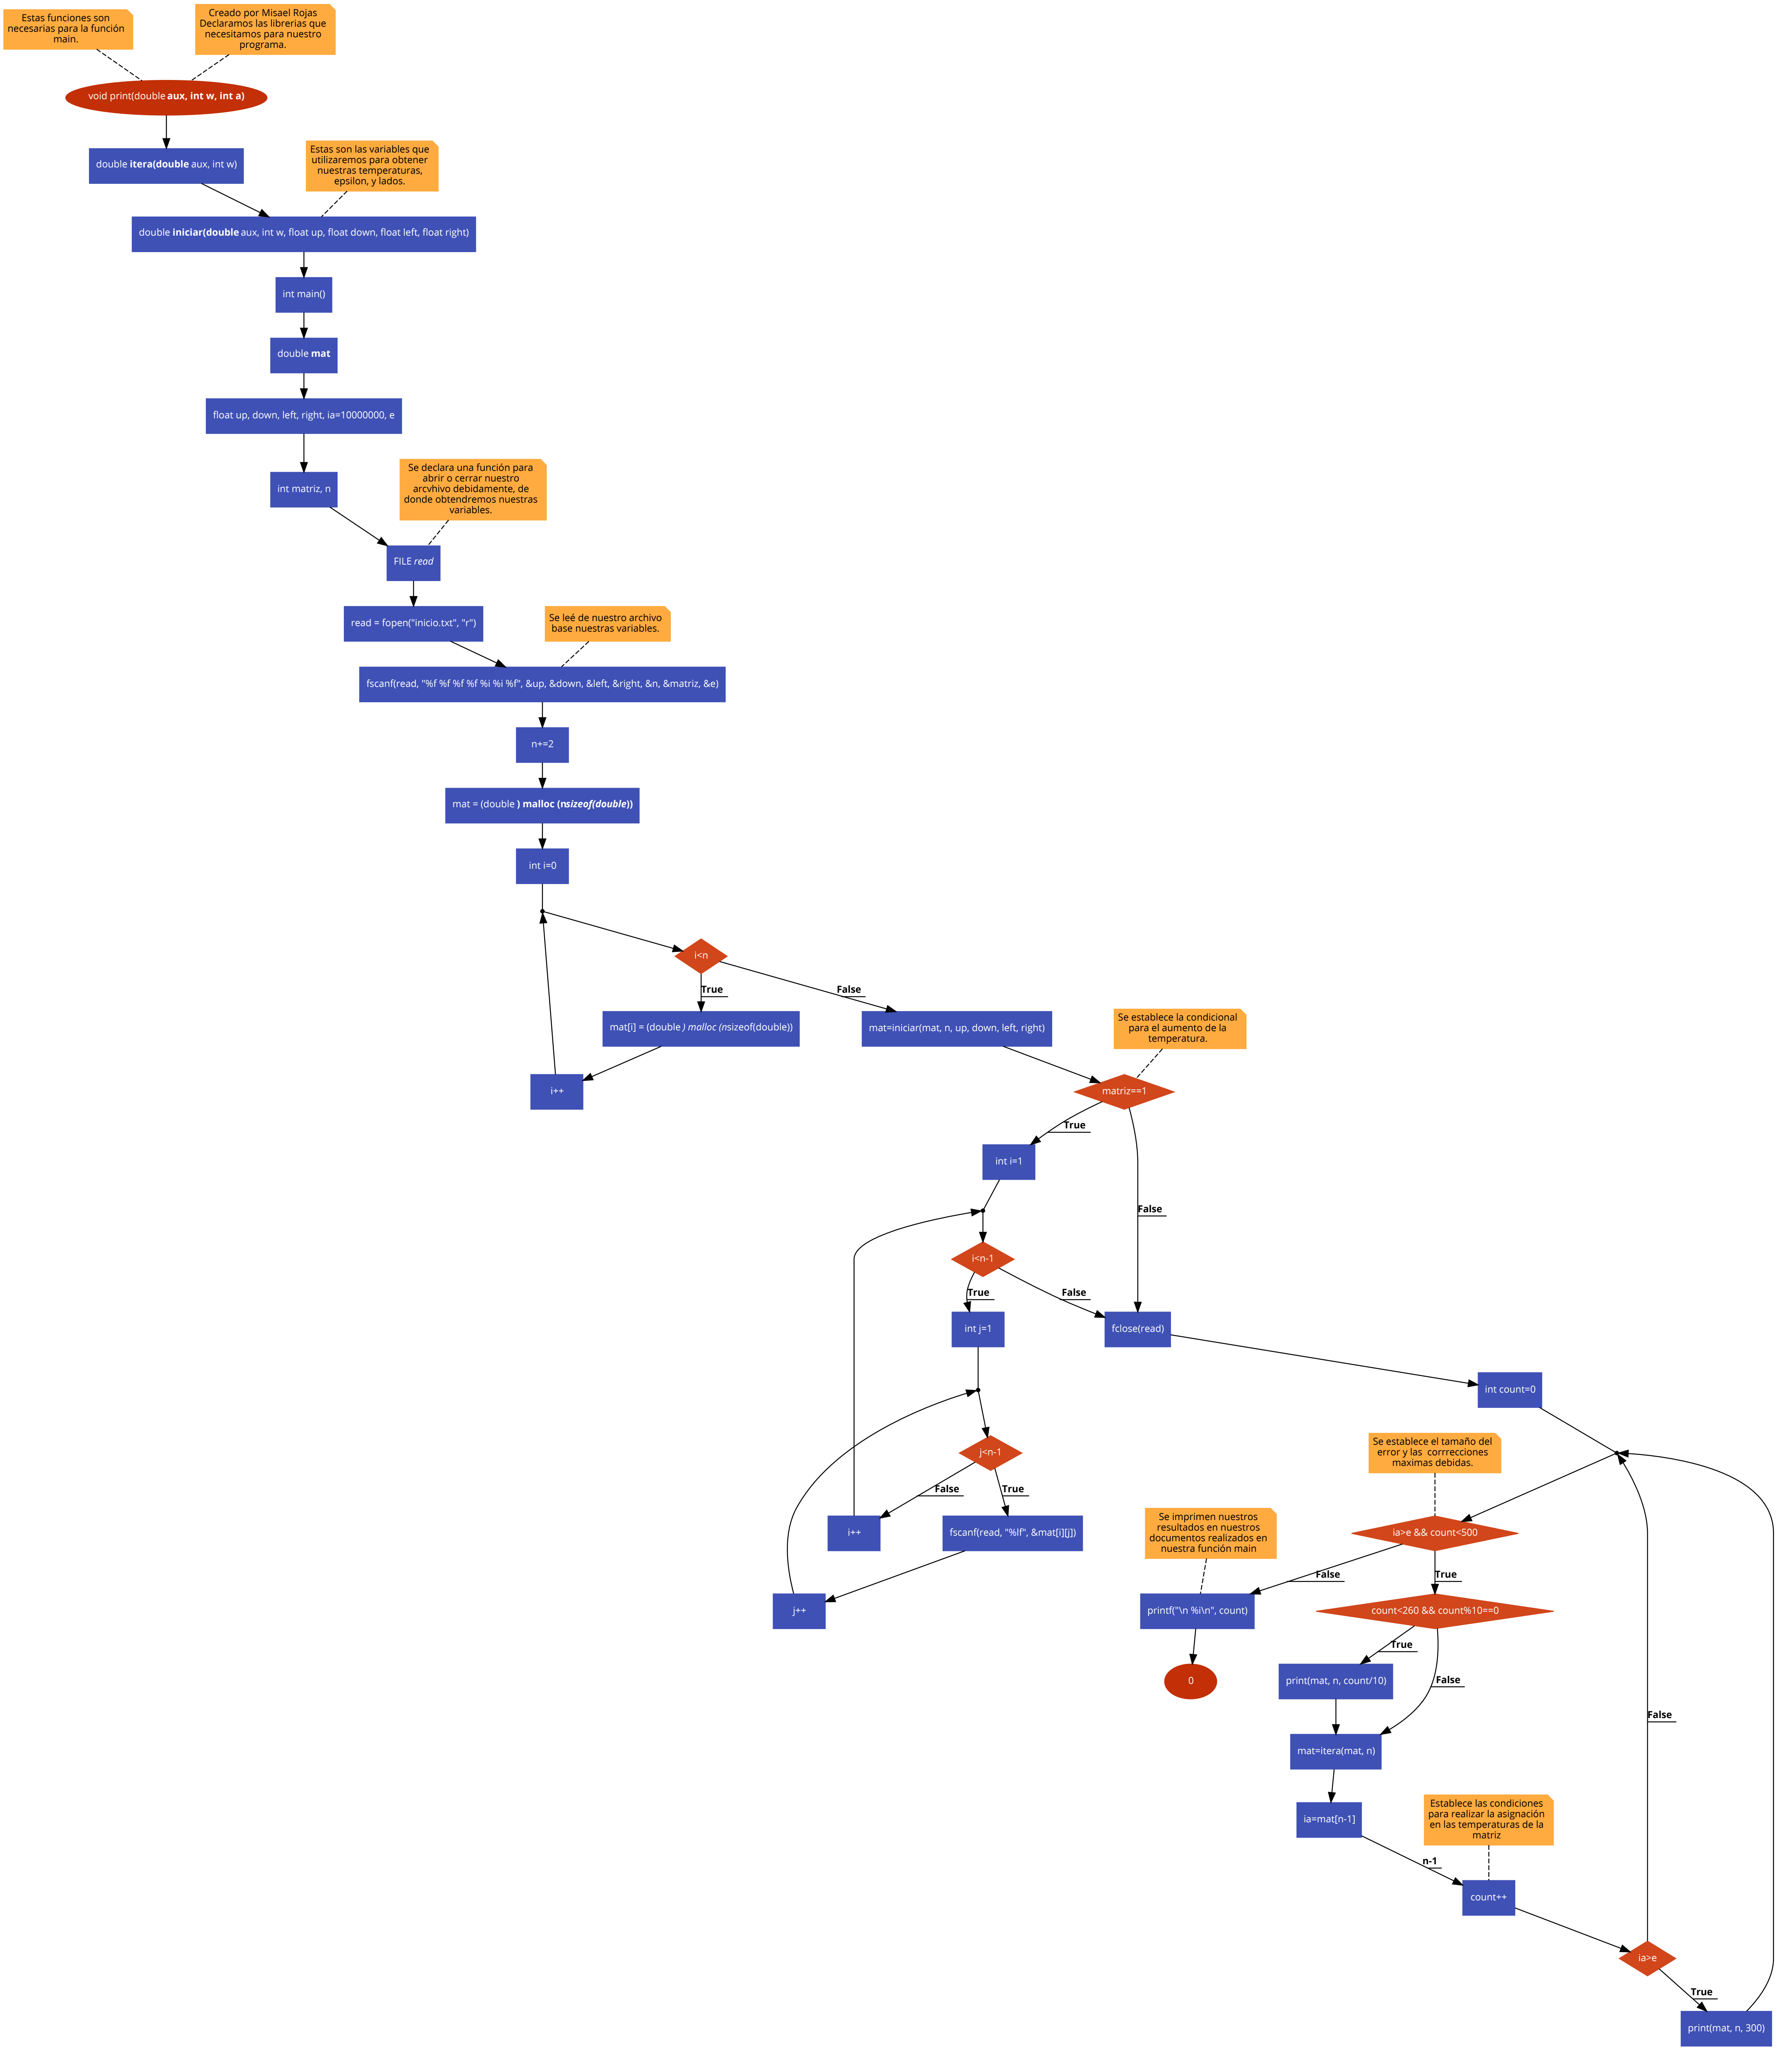 Estas funciones son
necesarias para la función
main.
Creado por Misael Rojas
Declaramos las librerias que
necesitamos para nuestro
programa.
void print(double aux, int w, int a)
double itera(double aux, int w)
Estas son las variables que
utilizaremos para obtener
nuestras temperaturas,
epsilon, y lados.
double iniciar(double aux, int w, float up, float down, float left, float right)
int main()
double mat
float up, down, left, right, ia=10000000, e
int matriz, n
Se declara una función para
abrir o cerrar nuestro
arcvhivo debidamente, de
donde obtendremos nuestras
variables.
FILE read
read = fopen("inicio.txt", "r")
Se leé de nuestro archivo
base nuestras variables.
fscanf(read, "%f %f %f %f %i %i %f", &up, &down, &left, &right, &n, &matriz, &e)
n+=2
mat = (double ) malloc (nsizeof(double))
int i=0
i<n
True
False
mat[i] = (double ) malloc (nsizeof(double))
i++
mat=iniciar(mat, n, up, down, left, right)
Se establece la condicional
para el aumento de la
temperatura.
matriz==1
True
False
int i=1
i<n-1
True
False
int j=1
fclose(read)
int count=0
j<n-1
False
True
i++
fscanf(read, "%lf", &mat[i][j])
j++
Se establece el tamaño del
error y las corrrecciones
maximas debidas.
ia>e && count<500
False
True
Se imprimen nuestros
resultados en nuestros
documentos realizados en
nuestra función main
printf("\n %i\n", count)
0
count<260 && count%10==0
True
False
print(mat, n, count/10)
mat=itera(mat, n)
ia=mat[n-1]
n-1
Establece las condiciones
para realizar la asignación
en las temperaturas de la
matriz
count++
ia>e
False
True
print(mat, n, 300)